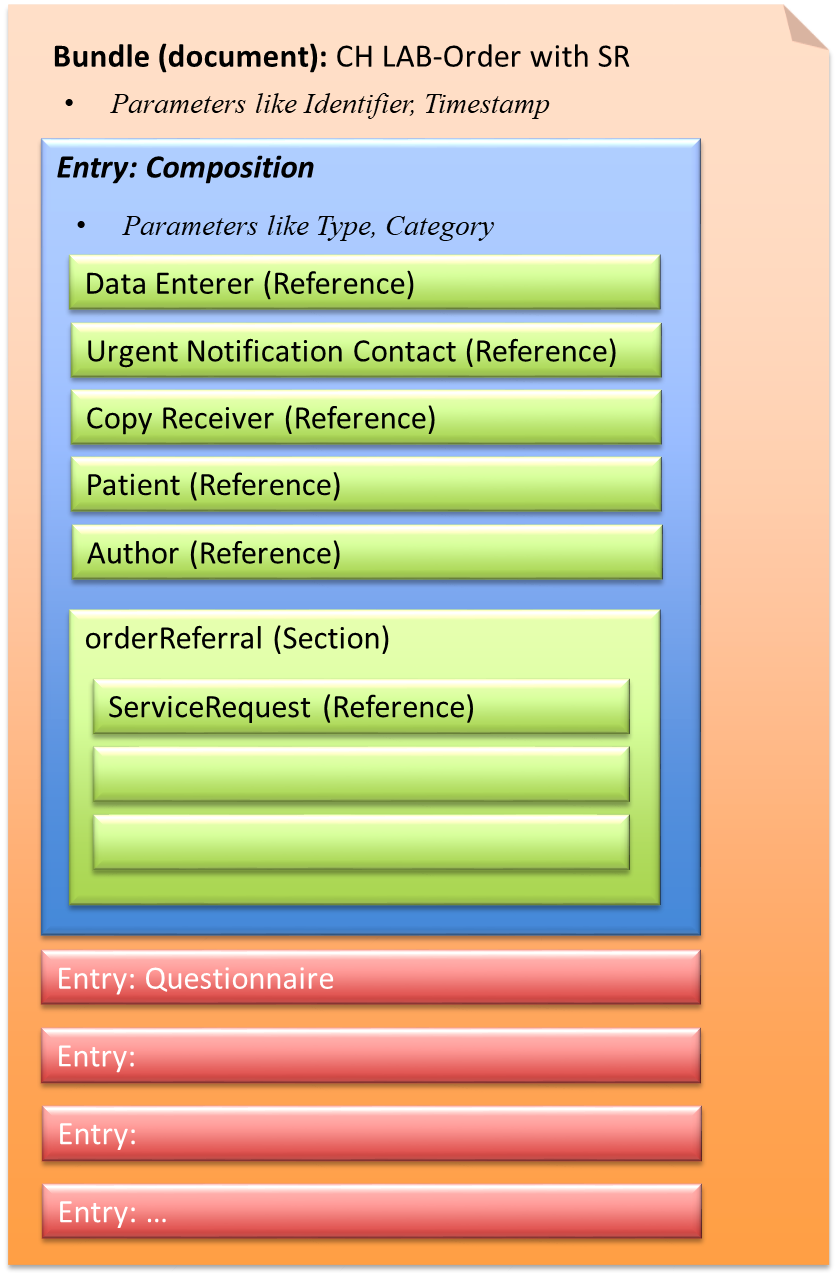 Bundle (document): CH LAB-Order with SR
• Parameters like Identifier, Timestamp
Entry: Composition
• Parameters like Type, Category
Data Enterer (Reference)
Urgent Notification Contact (Reference)
Copy Receiver (Reference)
Patient (Reference)
Author (Reference)
orderReferral (Section)
ServiceRequest (Reference)
Entry: Questionnaire
Entry:
Entry:
Entry: ...